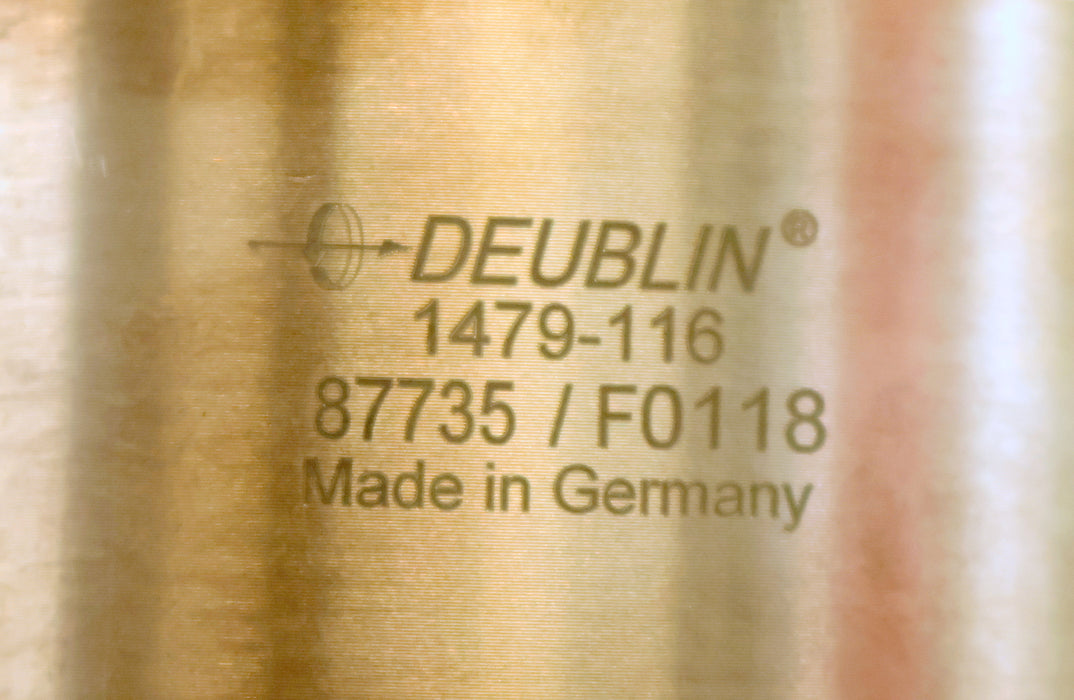 DEUBLIN®
1479-116
87735 / F0118
Made in Germany